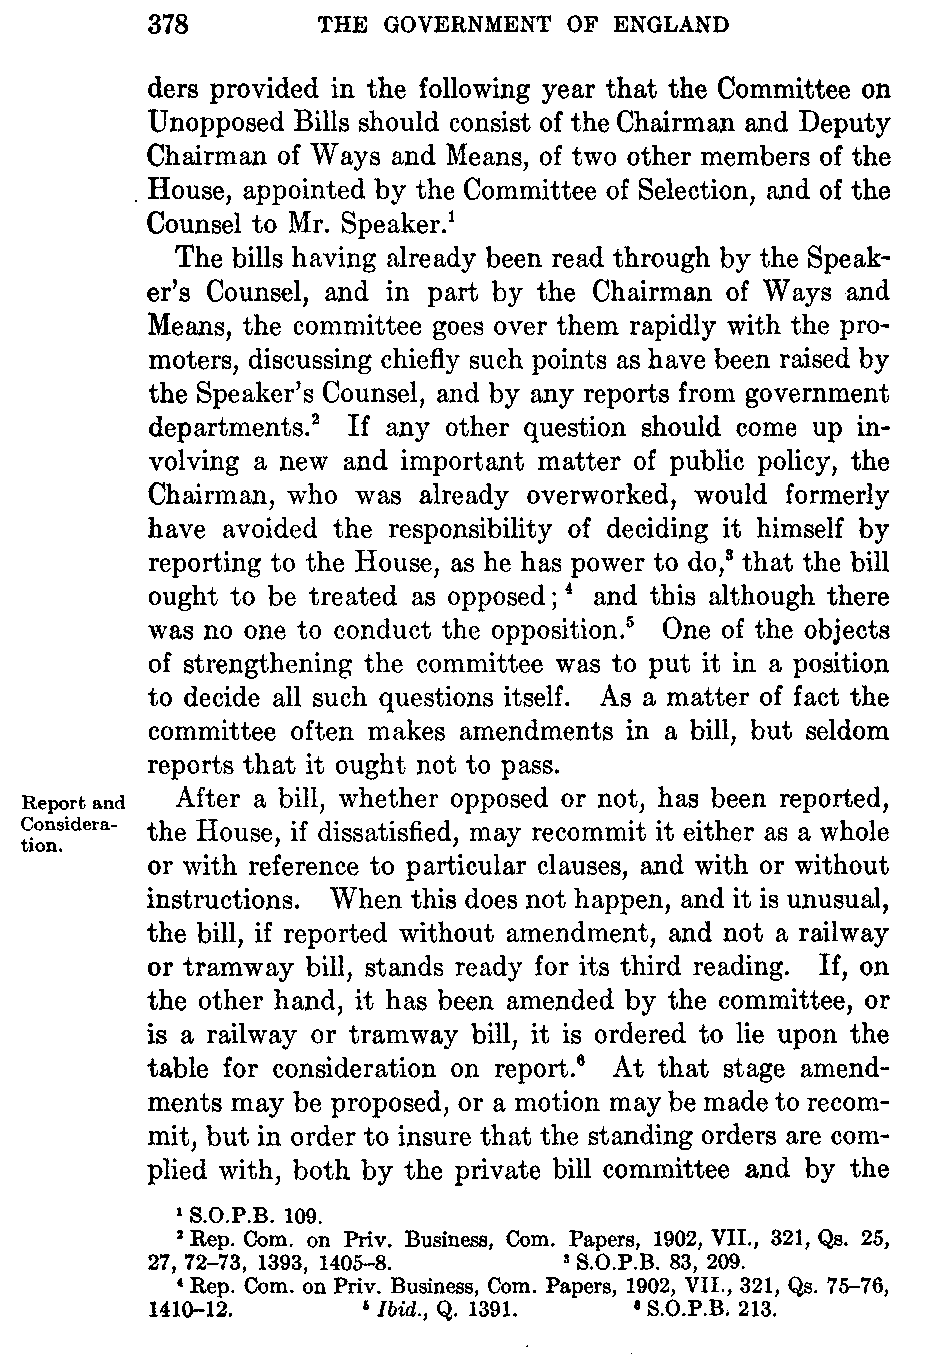 378 THE GOVERNMENT OF ENGLAND
ders provided in the following year that the Committee on
Unopposed Bills should consist of the Chairman and Deputy
Chairman of Ways and Means, of two other members of the
House, appointed by the Committee of Selection, and of the
Counsel to Mr. Speaker.¹
The bills having already been read through by the Speak-
er's Counsel, and in part by the Chairman of Ways and
Means, the committee goes over them rapidly with the pro-
moters, discussing chiefly such points as have been raised by
the Speaker's Counsel, and by any reports from government
departments.² If any other question should come up in-
volving a new and important matter of public policy, the
Chairman, who was already overworked, would formerly
have avoided the responsibility of deciding it himself by
reporting to the House, as he has power to do,³ that the bill
ought to be treated as opposed;⁴ and this although there
was no one to conduct the opposition.⁵ One of the objects
of strengthening the committee was to put it in a position
to decide all such questions itself. As a matter of fact the
committee often makes amendments in a bill, but seldom
reports that it ought not to pass.
Report and
Considera-
tion.
After a bill, whether opposed or not, has been reported,
the House, if dissatisfied, may recommit it either as a whole
or with reference to particular clauses, and with or without
instructions. When this does not happen, and it is unusual,
the bill, if reported without amendment, and not a railway
or tramway bill, stands ready for its third reading. If, on
the other hand, it has been amended by the committee, or
is a railway or tramway bill, it is ordered to lie upon the
table for consideration on report.⁶ At that stage amend-
ments may be proposed, or a motion may be made to recom-
mit, but in order to insure that the standing orders are com-
plied with, both by the private bill committee and by the
¹ S.O.P.B. 109.
² Rep. Com. on Priv. Business, Com. Papers, 1902, VII., 321, Qs. 25,
27, 72–73, 1393, 1405–8. ³ S.O.P.B. 83, 209.
⁴ Rep. Com. on Priv. Business, Com. Papers, 1902, VII., 321, Qs. 75–76,
1410–12. ⁵ Ibid., Q. 1391. ⁶ S.O.P.B. 213.